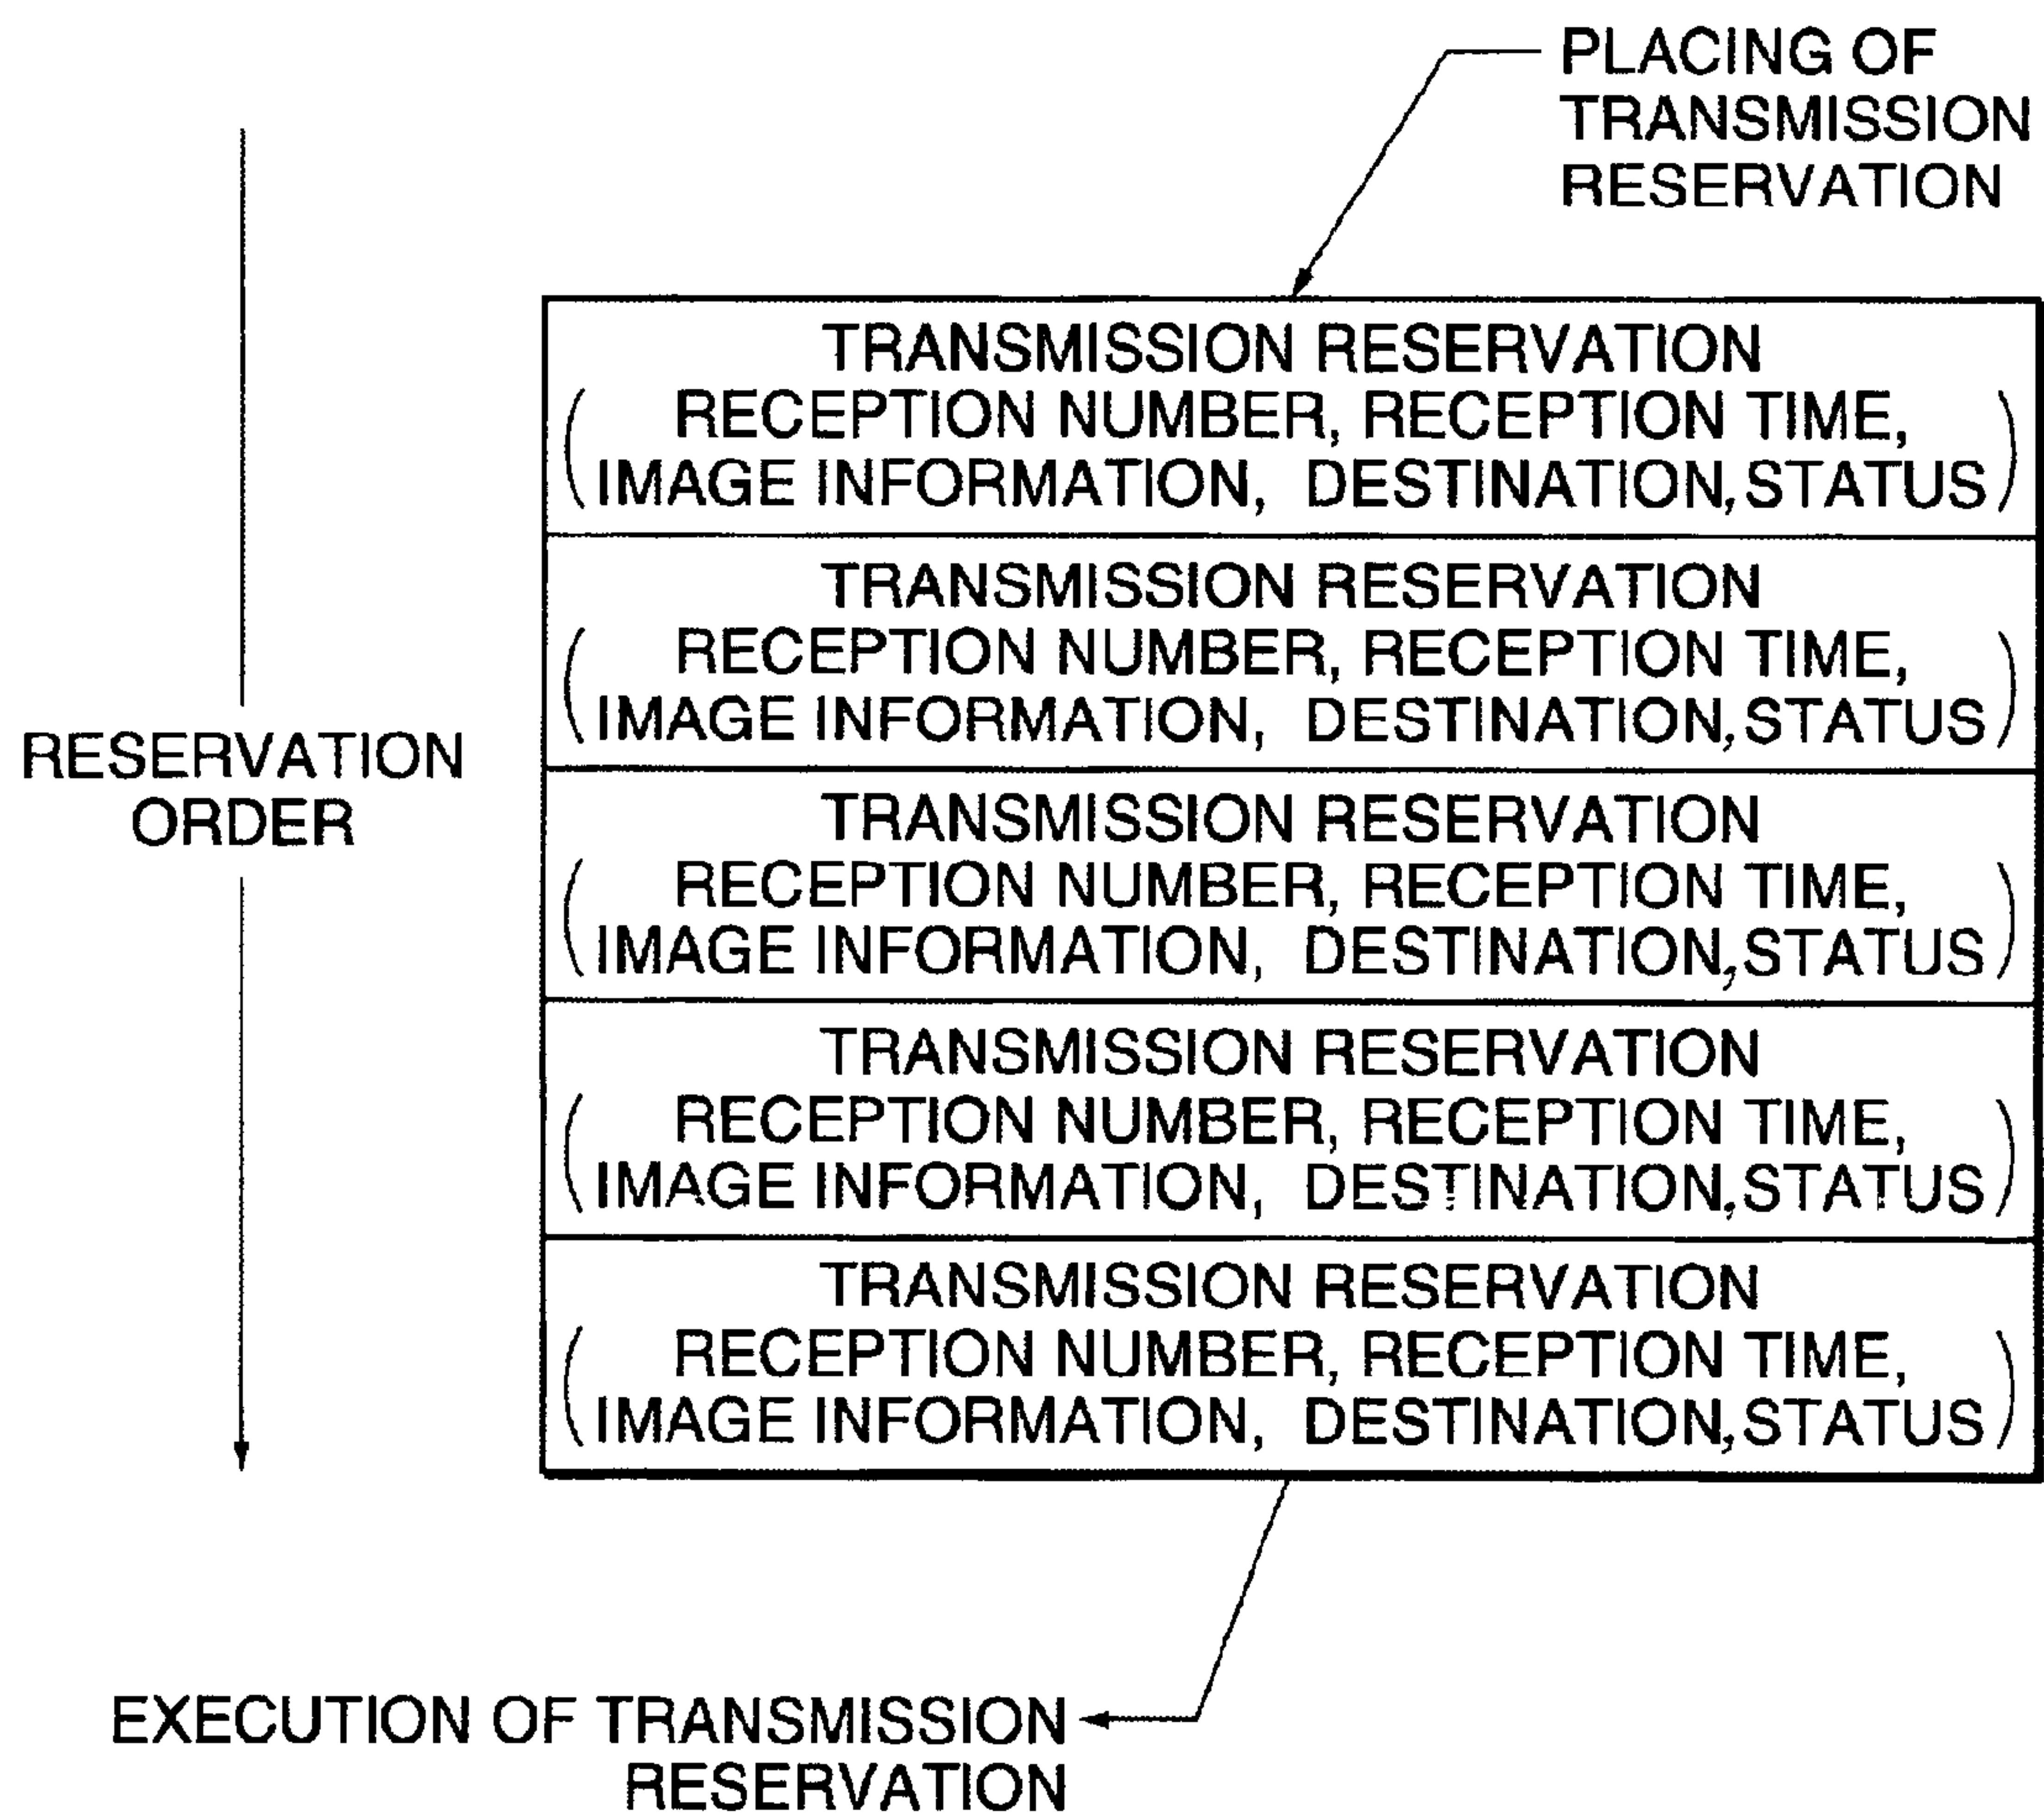 PLACING OF
TRANSMISSION
RESERVATION
TRANSMISSION RESERVATION
( RECEPTION NUMBER, RECEPTION TIME,
IMAGE INFORMATION, DESTINATION, STATUS )
TRANSMISSION RESERVATION
( RECEPTION NUMBER, RECEPTION TIME,
IMAGE INFORMATION, DESTINATION, STATUS )
RESERVATION
ORDER
TRANSMISSION RESERVATION
( RECEPTION NUMBER, RECEPTION TIME,
IMAGE INFORMATION, DESTINATION, STATUS )
TRANSMISSION RESERVATION
( RECEPTION NUMBER, RECEPTION TIME,
IMAGE INFORMATION, DESTINATION, STATUS )
TRANSMISSION RESERVATION
( RECEPTION NUMBER, RECEPTION TIME,
IMAGE INFORMATION, DESTINATION, STATUS )
EXECUTION OF TRANSMISSION
RESERVATION